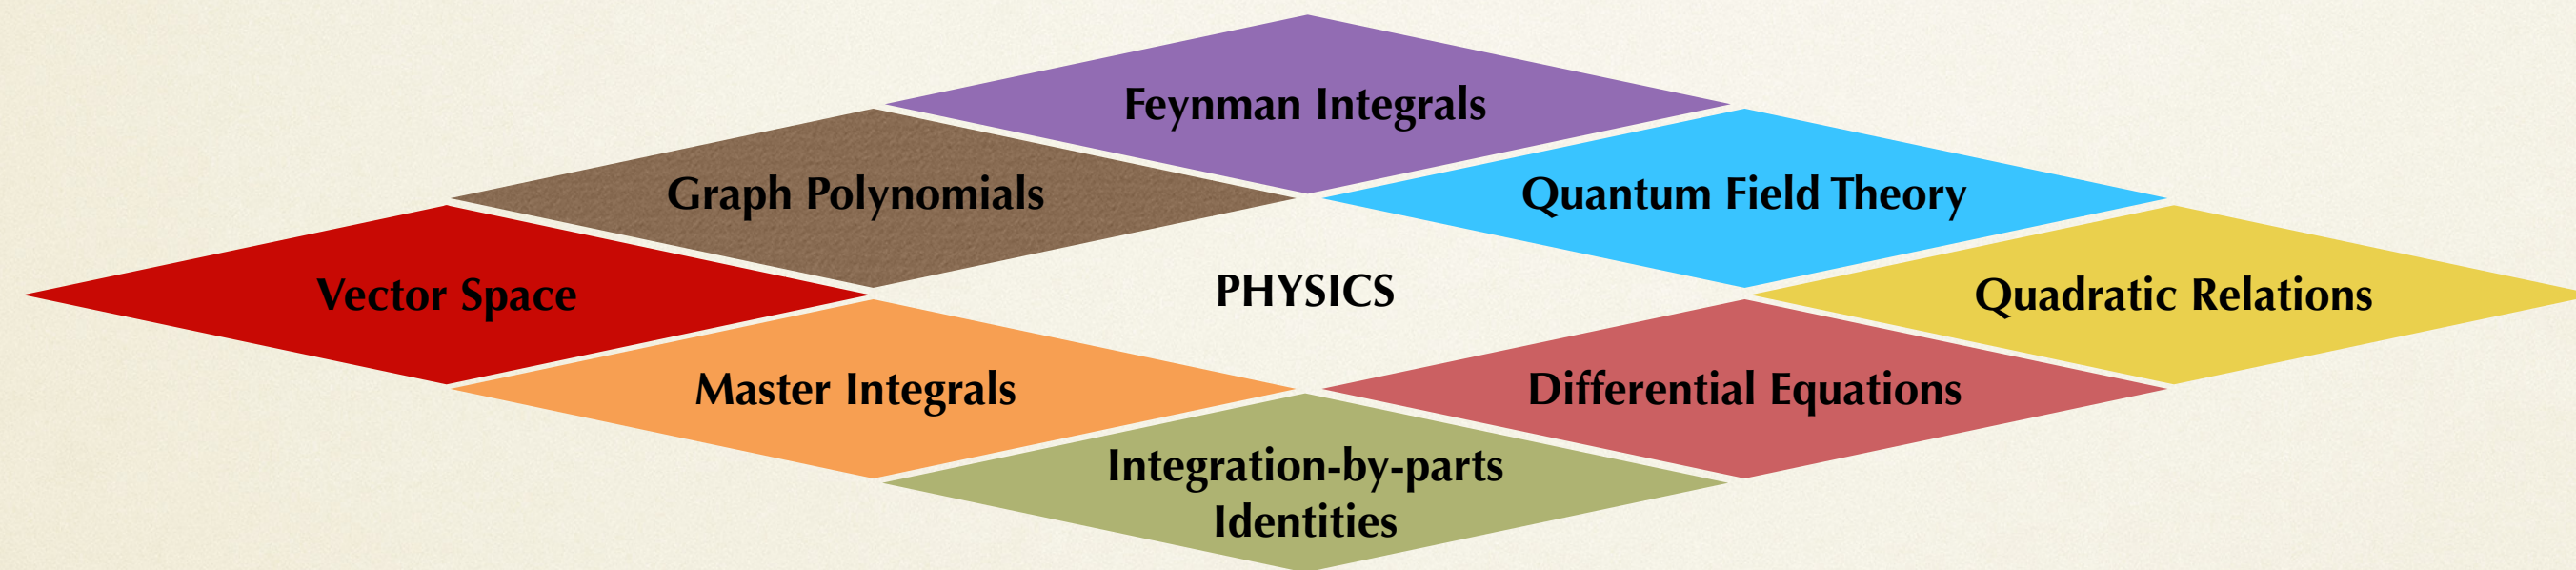 Feynman Integrals
Graph Polynomials
Quantum Field Theory
Vector Space
PHYSICS
Quadratic Relations
Master Integrals
Differential Equations
Integration-by-parts
Identities